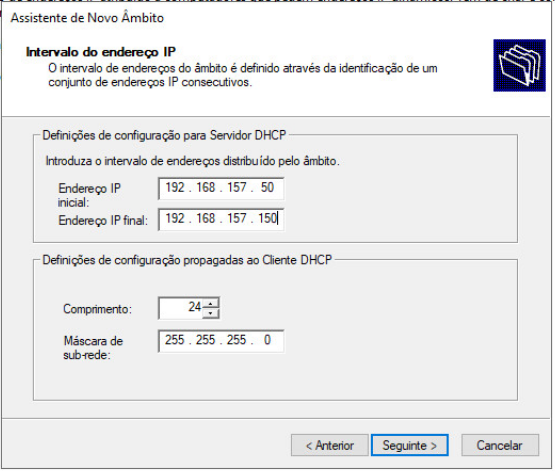 Assistente de Novo Âmbito
Intervalo do endereço IP
O intervalo de endereços do âmbito é definido através da identificação de um
conjunto de endereços IP consecutivos.
Definições de configuração para Servidor DHCP
Introduza o intervalo de endereços distribuído pelo âmbito.
Endereço IP
inicial:
192 . 168 . 157 . 50
Endereço IP final:
192 . 168 . 157 . 150
Definições de configuração propagadas ao Cliente DHCP
Comprimento:
24
Máscara de
sub-rede:
255 . 255 . 255 . 0
< Anterior
Seguinte >
Cancelar